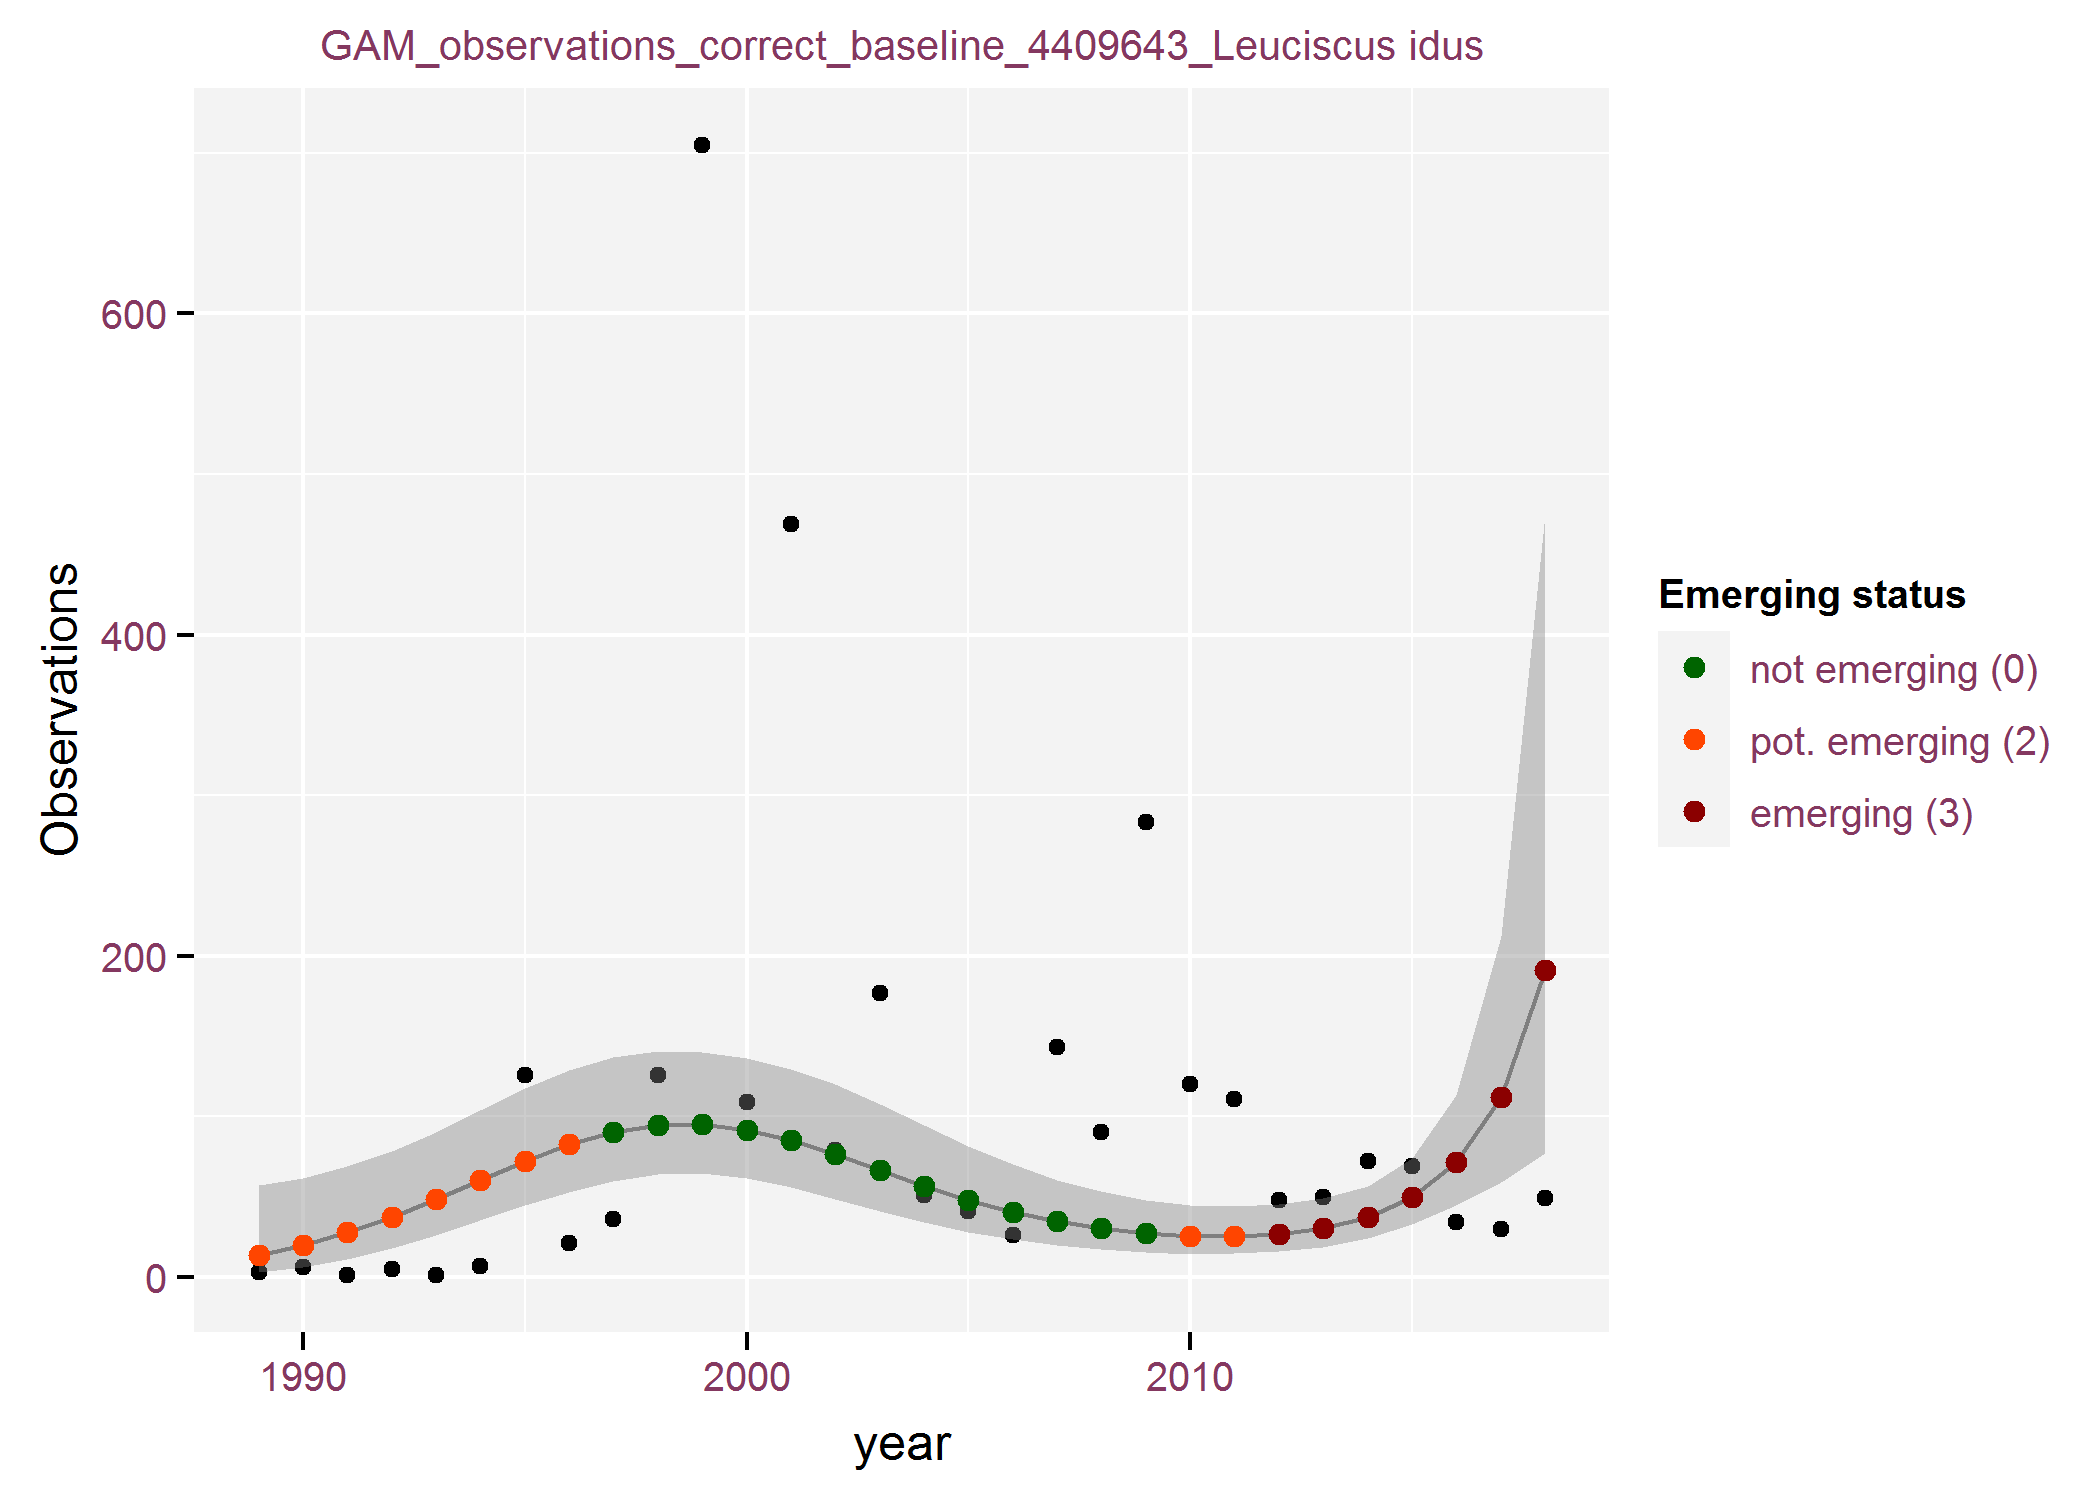 GAM_observations_correct_baseline_4409643_Leuciscus idus
600
400
200
0
Observations
1990
2000
2010
year
Emerging status
not emerging (0)
pot. emerging (2)
emerging (3)